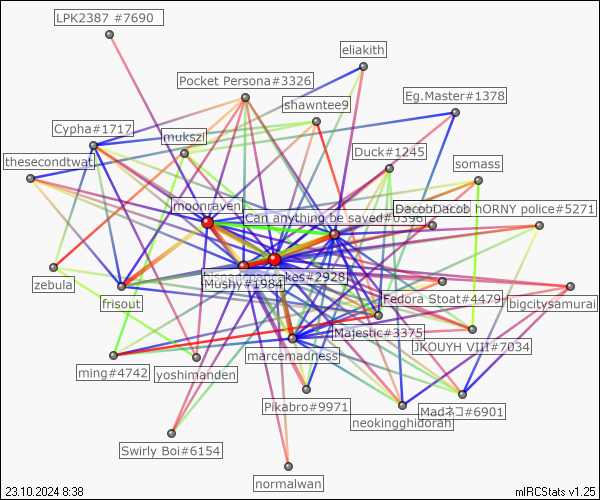 LPK2387 #7690
eliakith
Pocket Persona#3326
shawntee9
Eg.Master#1378
Cypha#1717
mukszi
Duck#1245
thesecondtwat
somass
moonraven
DacobDacob
hORNY police#5271
Can anything be saved#0396
Mushy#1984
zebula
frisout
Fedora Stoat#4479
bigcitysamurai
Majestic#3375
JKOUYH VIII#7034
marcemadness
ming#4742
yoshimanden
Pikabro#9971
Madネコ#6901
neokingghidorah
Swirly Boi#6154
normalwan
23.10.2024 8:38
mIRCStats v1.25